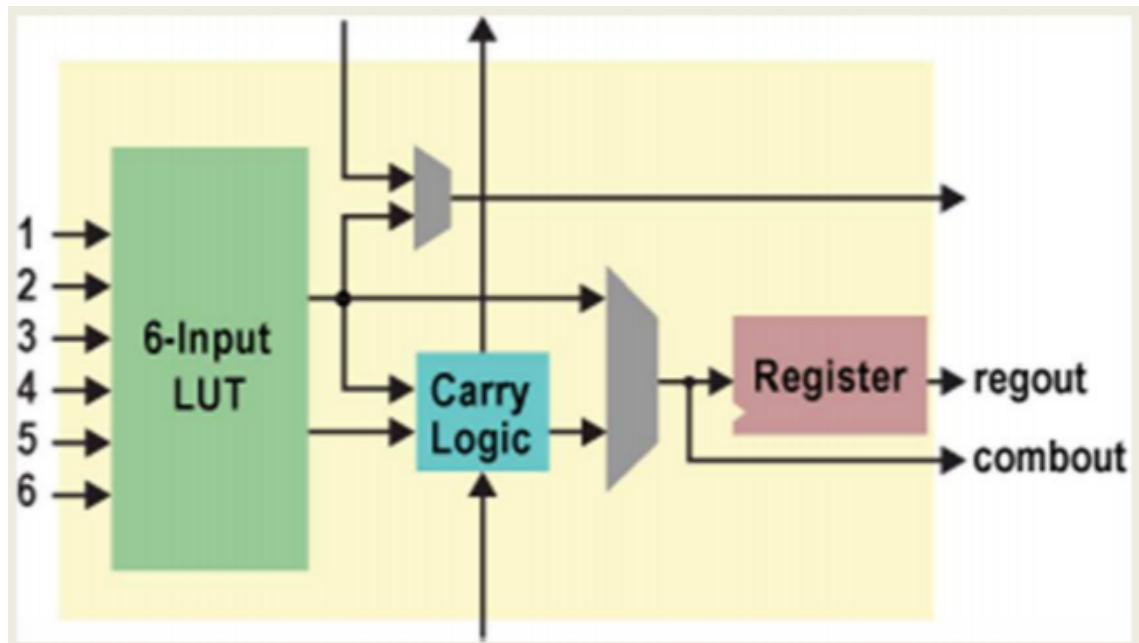 1
2
3
4
5
6
6-Input
LUT
Carry
Logic
Register
regout
combout